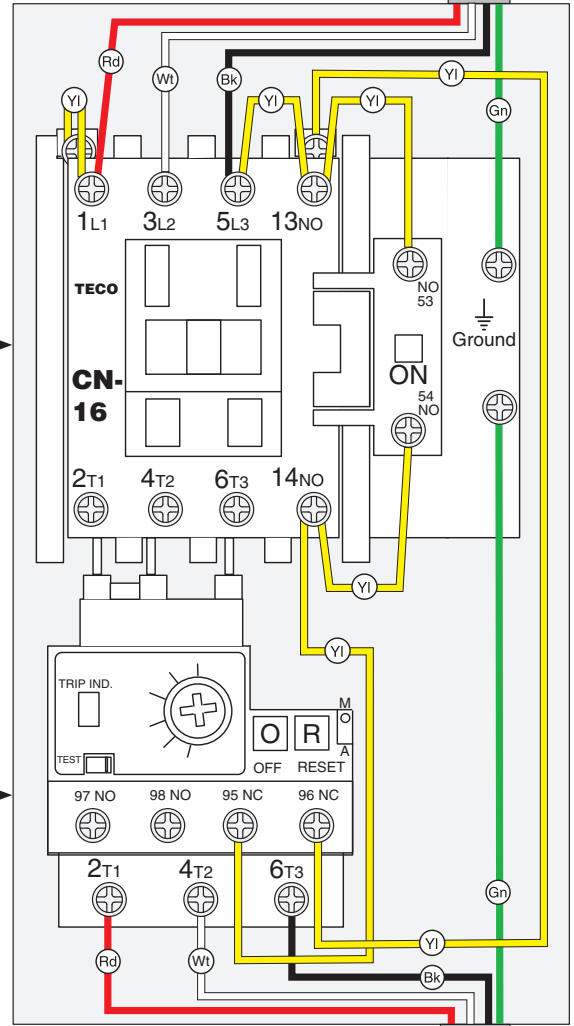 Rd
Wt
Bk
Yl
Gn
Yl
Yl
Yl
1L1 3L2 5L3 13NO
TECO
NO
53
Ground
CN-
16
ON
54
NO
2T1 4T2 6T3 14NO
Yl
Yl
TRIP IND.
M
O R
A
TEST
OFF RESET
97 NO 98 NO 95 NC 96 NC
2T1 4T2 6T3
Gn
Yl
Rd
Wt
Bk